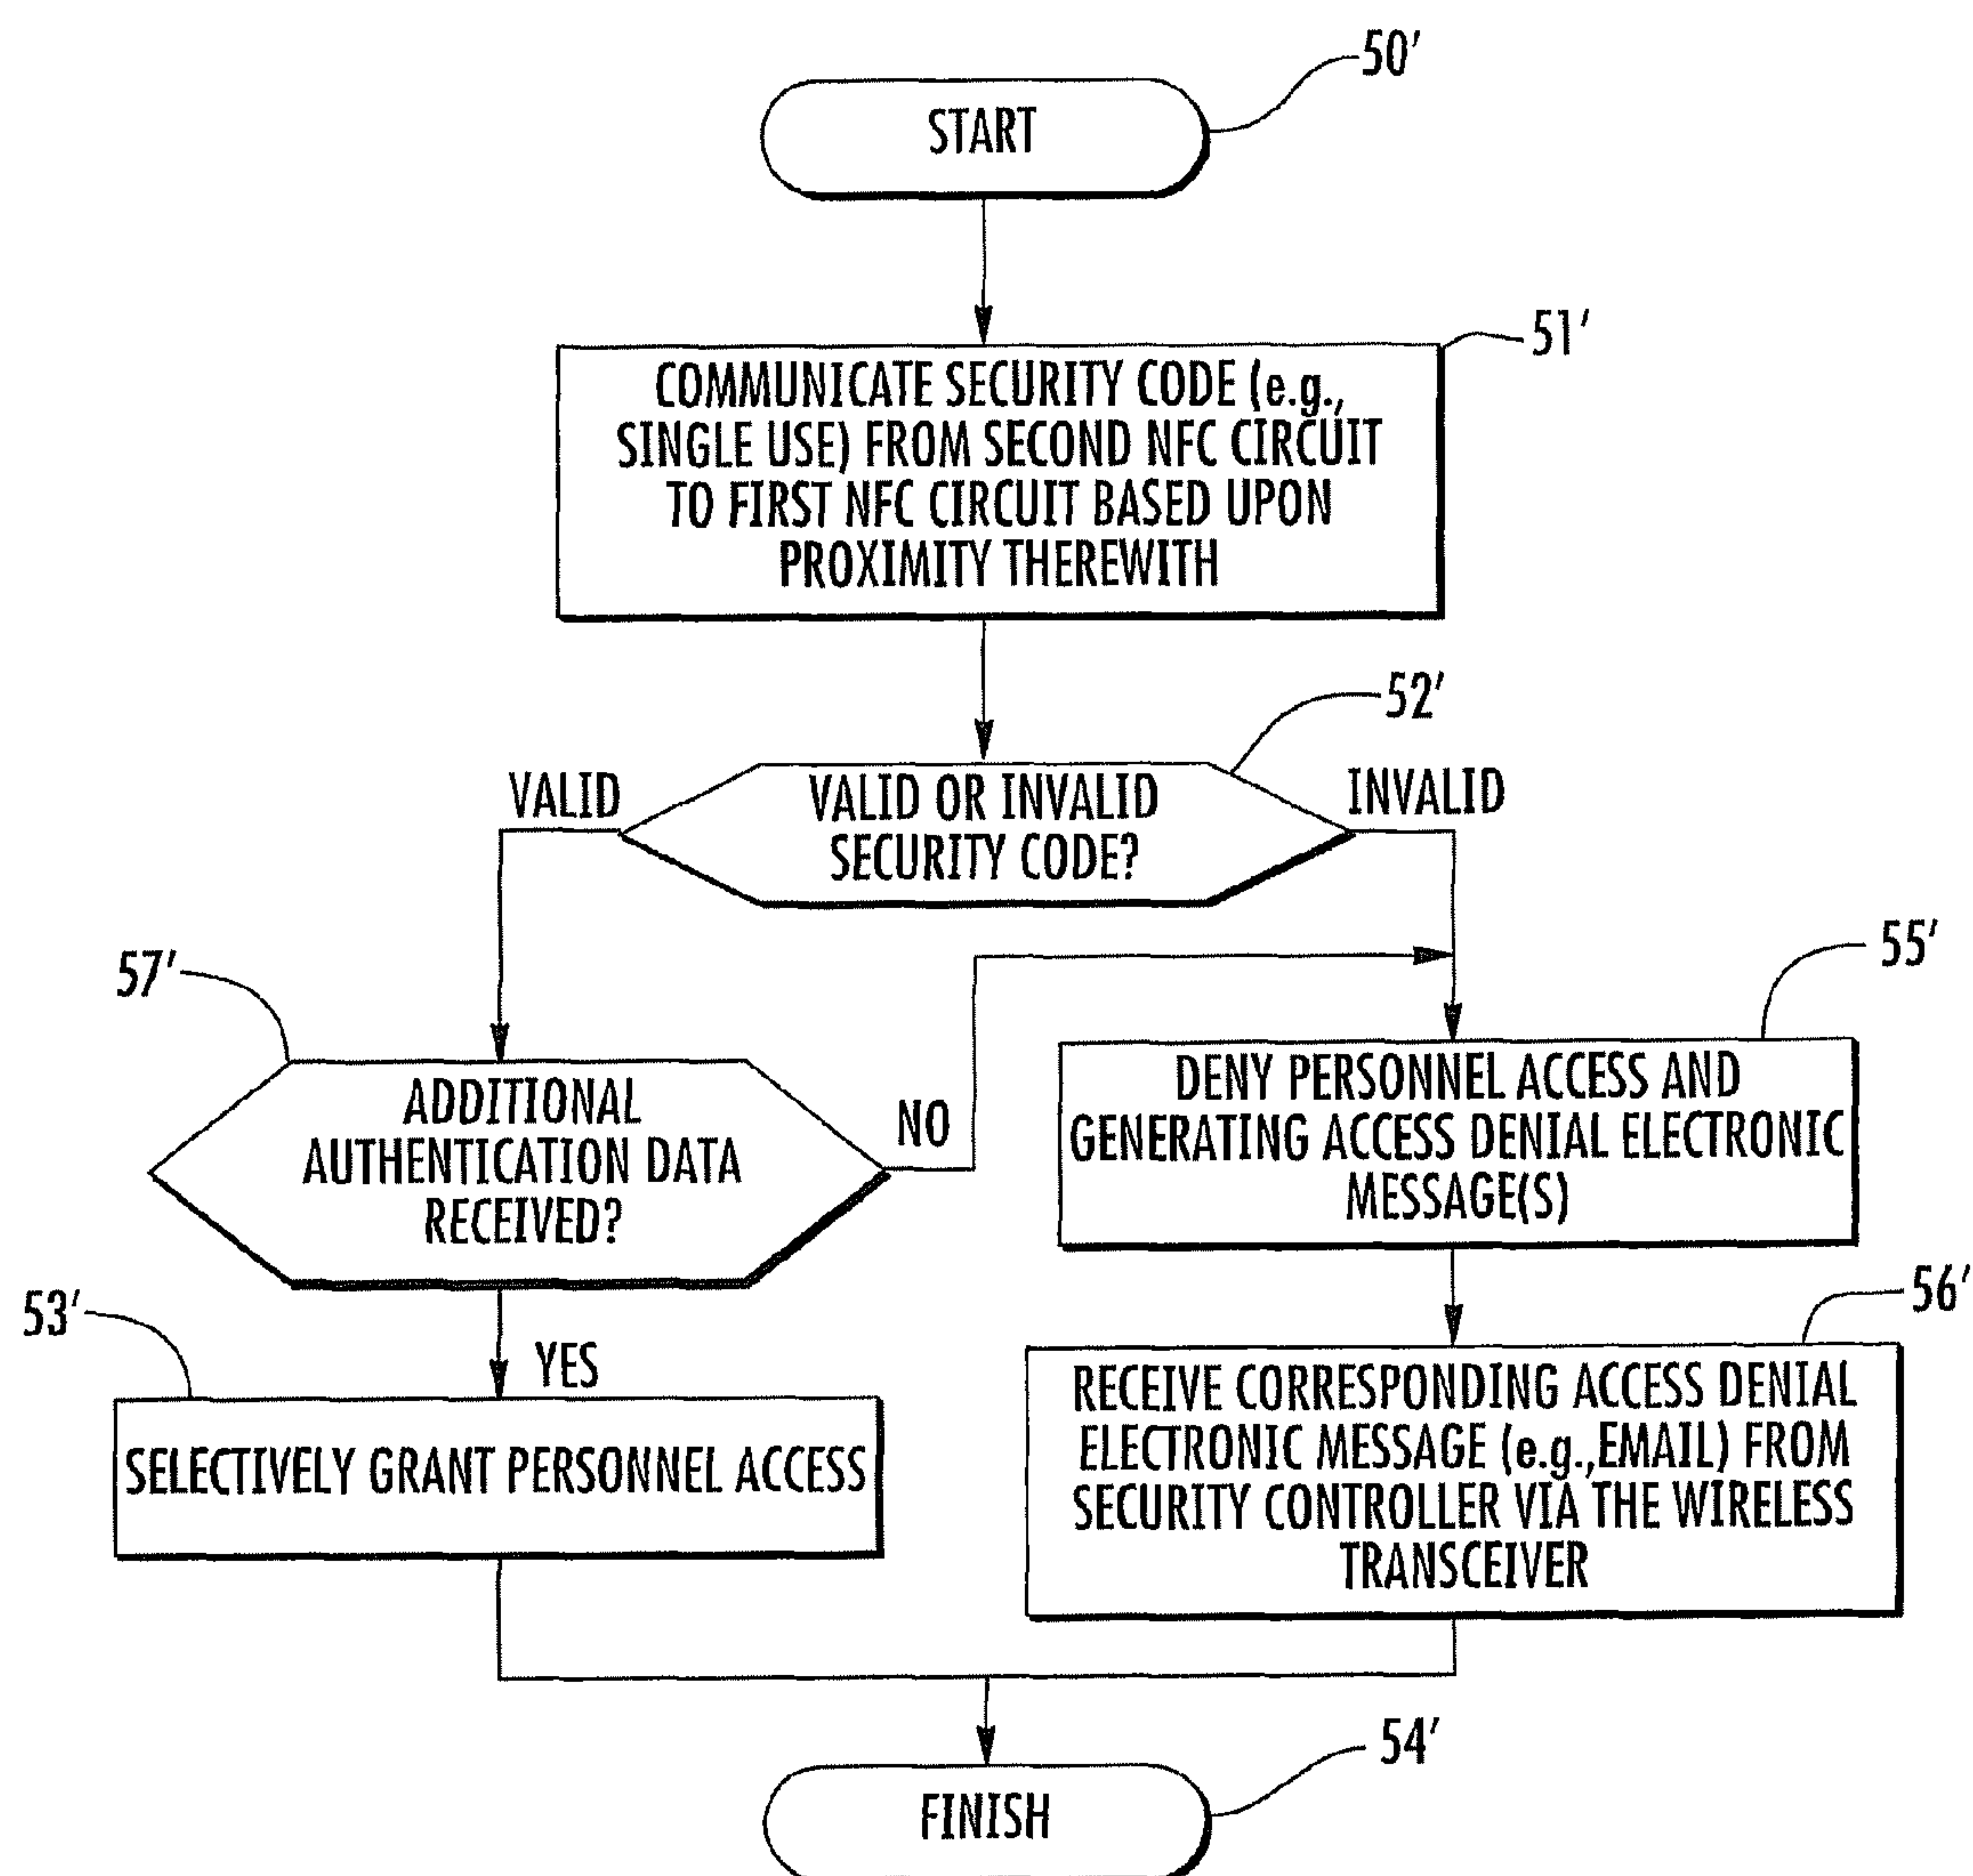 50'
START
51'
COMMUNICATE SECURITY CODE (e.g.,
SINGLE USE) FROM SECOND NFC CIRCUIT
TO FIRST NFC CIRCUIT BASED UPON
PROXIMITY THEREWITH
52'
VALID
VALID OR INVALID
SECURITY CODE?
INVALID
57'
ADDITIONAL
AUTHENTICATION DATA
RECEIVED?
NO
55'
DENY PERSONNEL ACCESS AND
GENERATING ACCESS DENIAL ELECTRONIC
MESSAGE(S)
53'
YES
SELECTIVELY GRANT PERSONNEL ACCESS
56'
RECEIVE CORRESPONDING ACCESS DENIAL
ELECTRONIC MESSAGE (e.g.,EMAIL) FROM
SECURITY CONTROLLER VIA THE WIRELESS
TRANSCEIVER
54'
FINISH